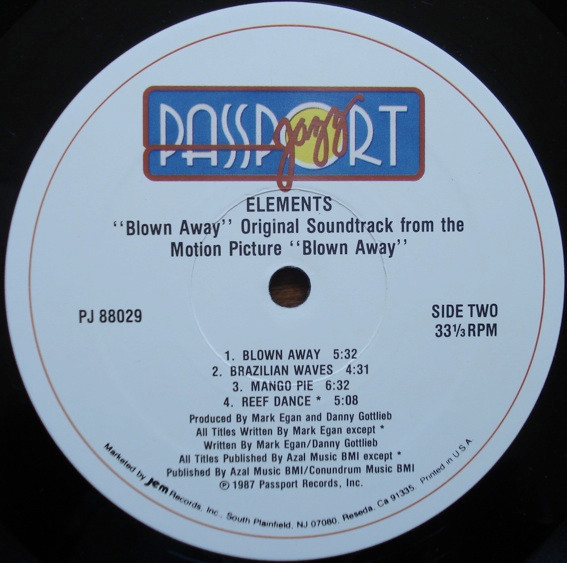 PASSPORT
jazz
ELEMENTS
"Blown Away" Original Soundtrack from the
Motion Picture "Blown Away"
PJ 88029
SIDE TWO
33⅓ RPM
1. BLOWN AWAY 5:32
2. BRAZILIAN WAVES 4:31
3. MANGO PIE 6:32
4. REEF DANCE * 5:08
Produced By Mark Egan and Danny Gottlieb
All Titles Written By Mark Egan except *
Written By Mark Egan/Danny Gottlieb
All Titles Published By Azal Music BMI except *
Published By Azal Music BMI/Conundrum Music BMI
℗ 1987 Passport Records, Inc.
Marketed by jem Records, Inc., South Plainfield, NJ 07080, Reseda, Ca 91335. Printed in U.S.A